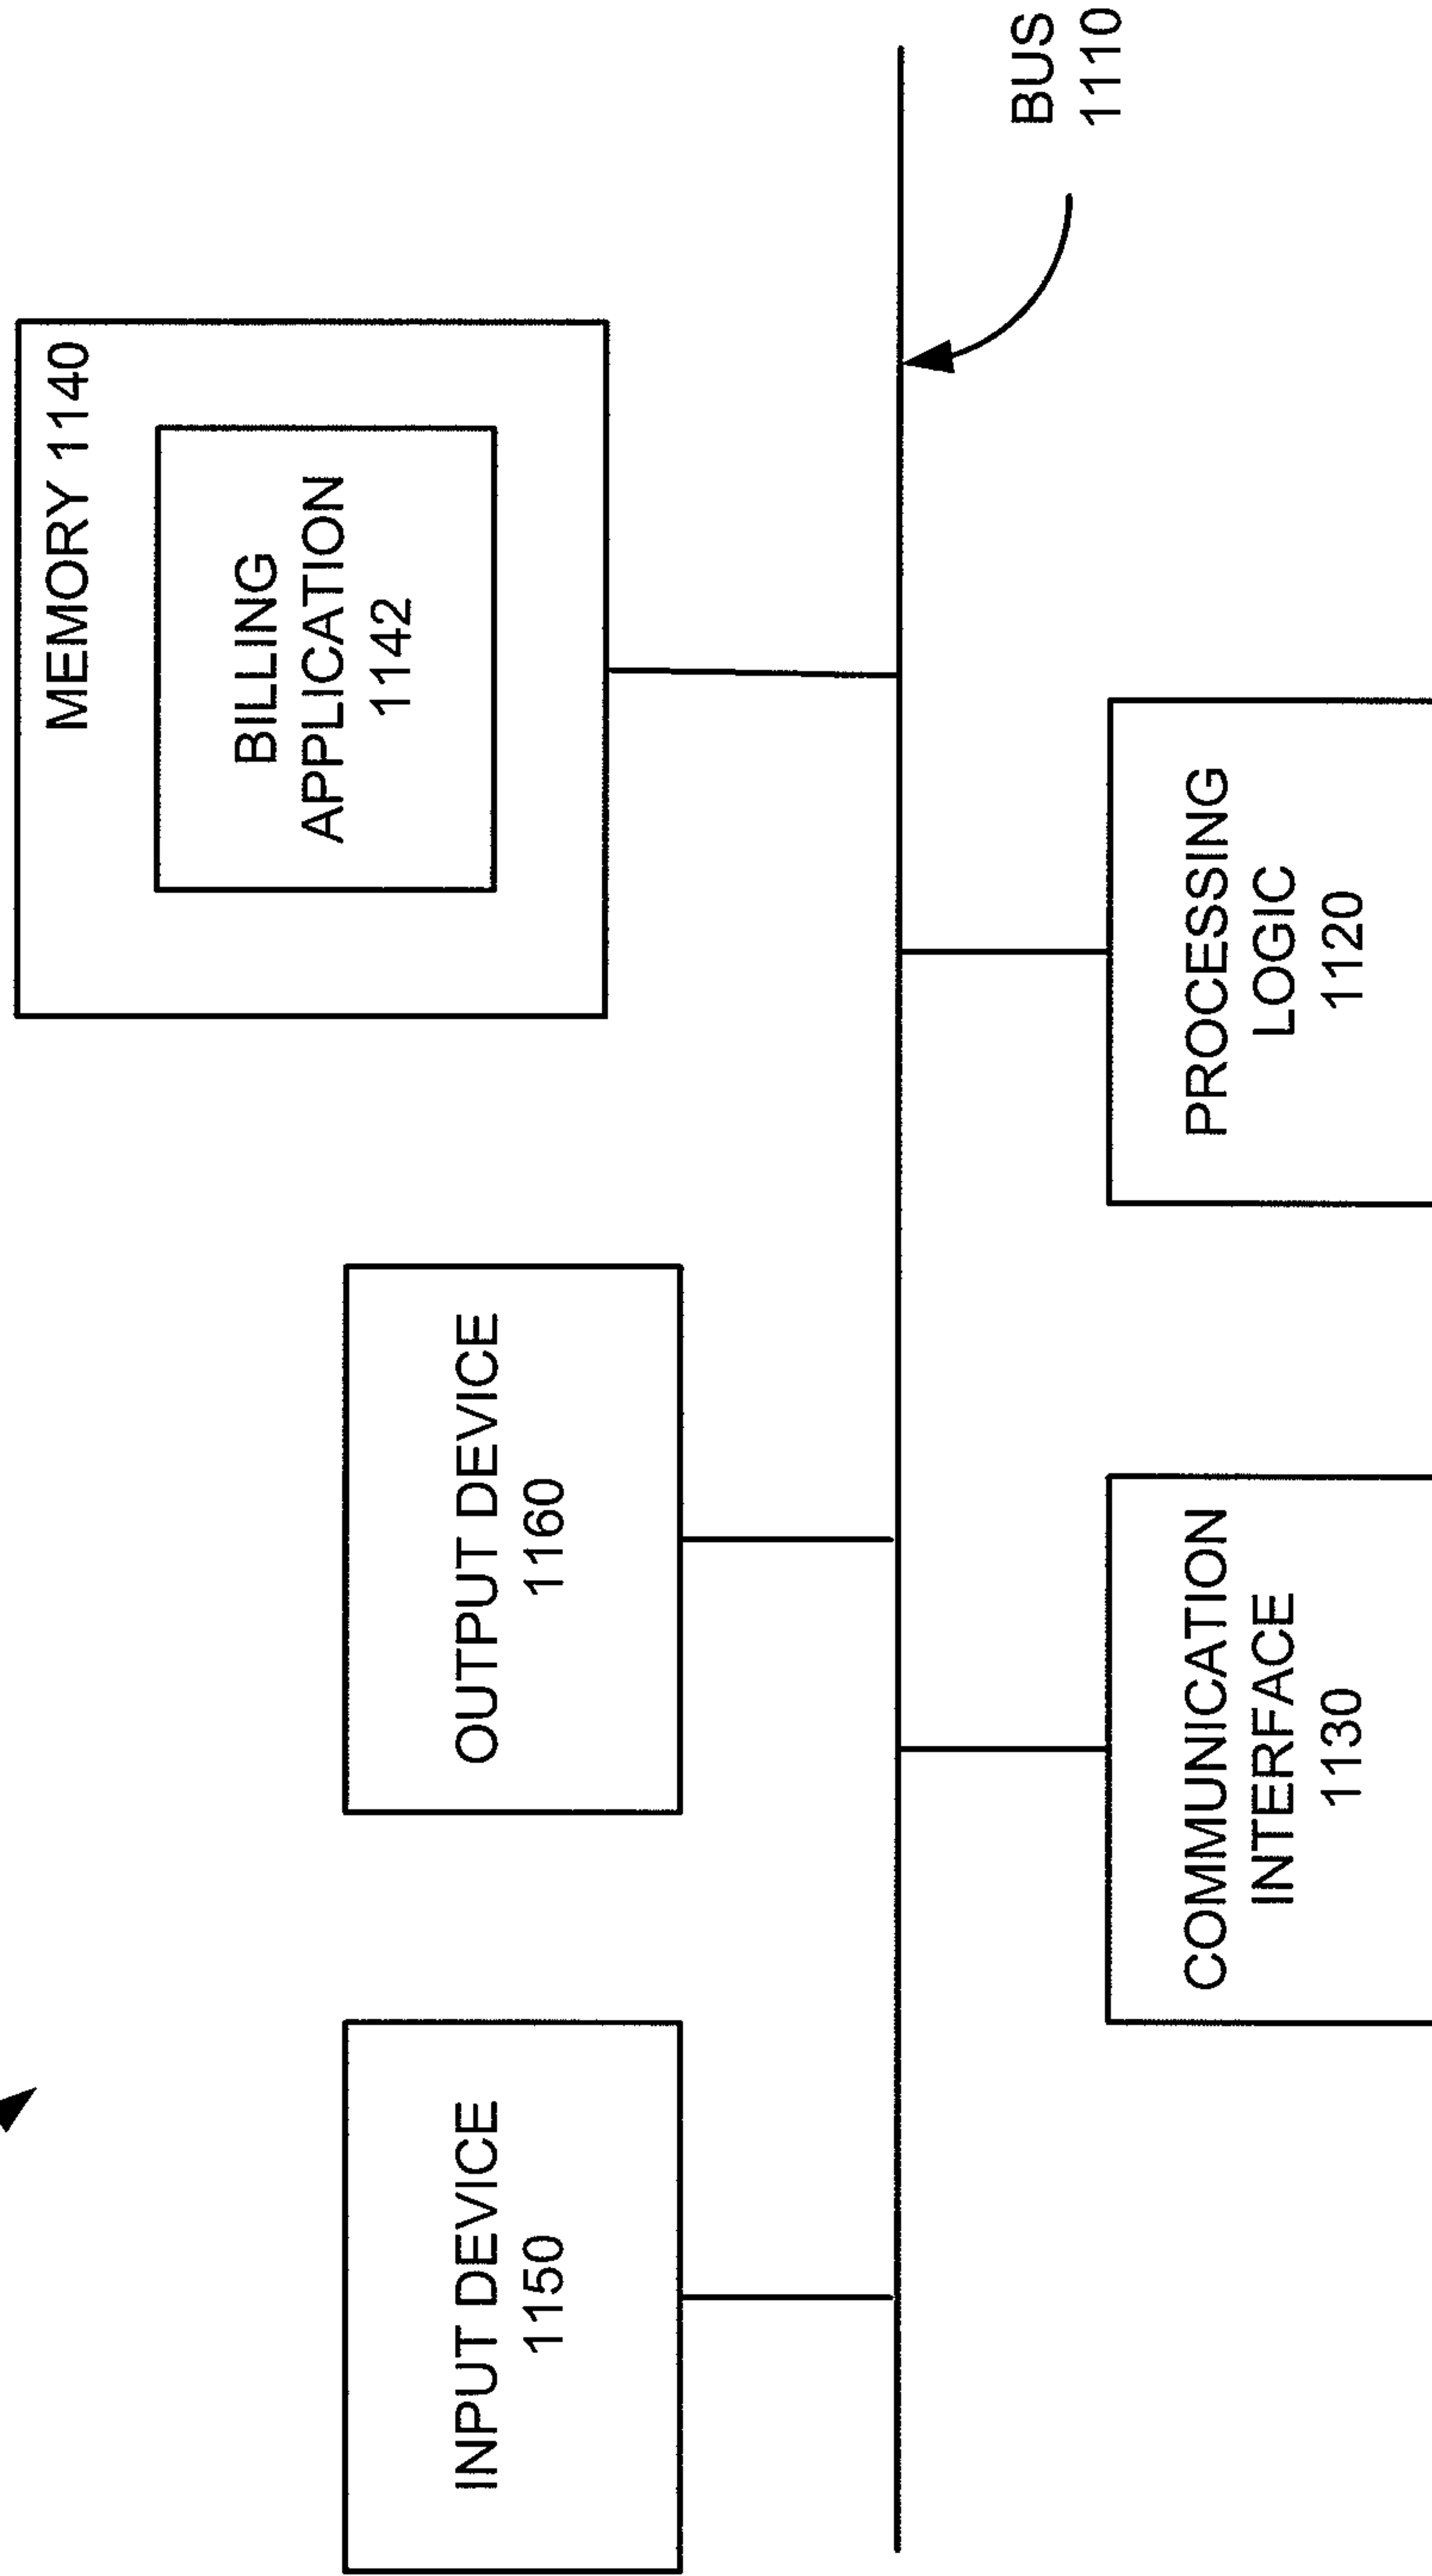 INPUT DEVICE
1150
OUTPUT DEVICE
1160
MEMORY 1140
BILLING
APPLICATION
1142
BUS
1110
COMMUNICATION
INTERFACE
1130
PROCESSING
LOGIC
1120